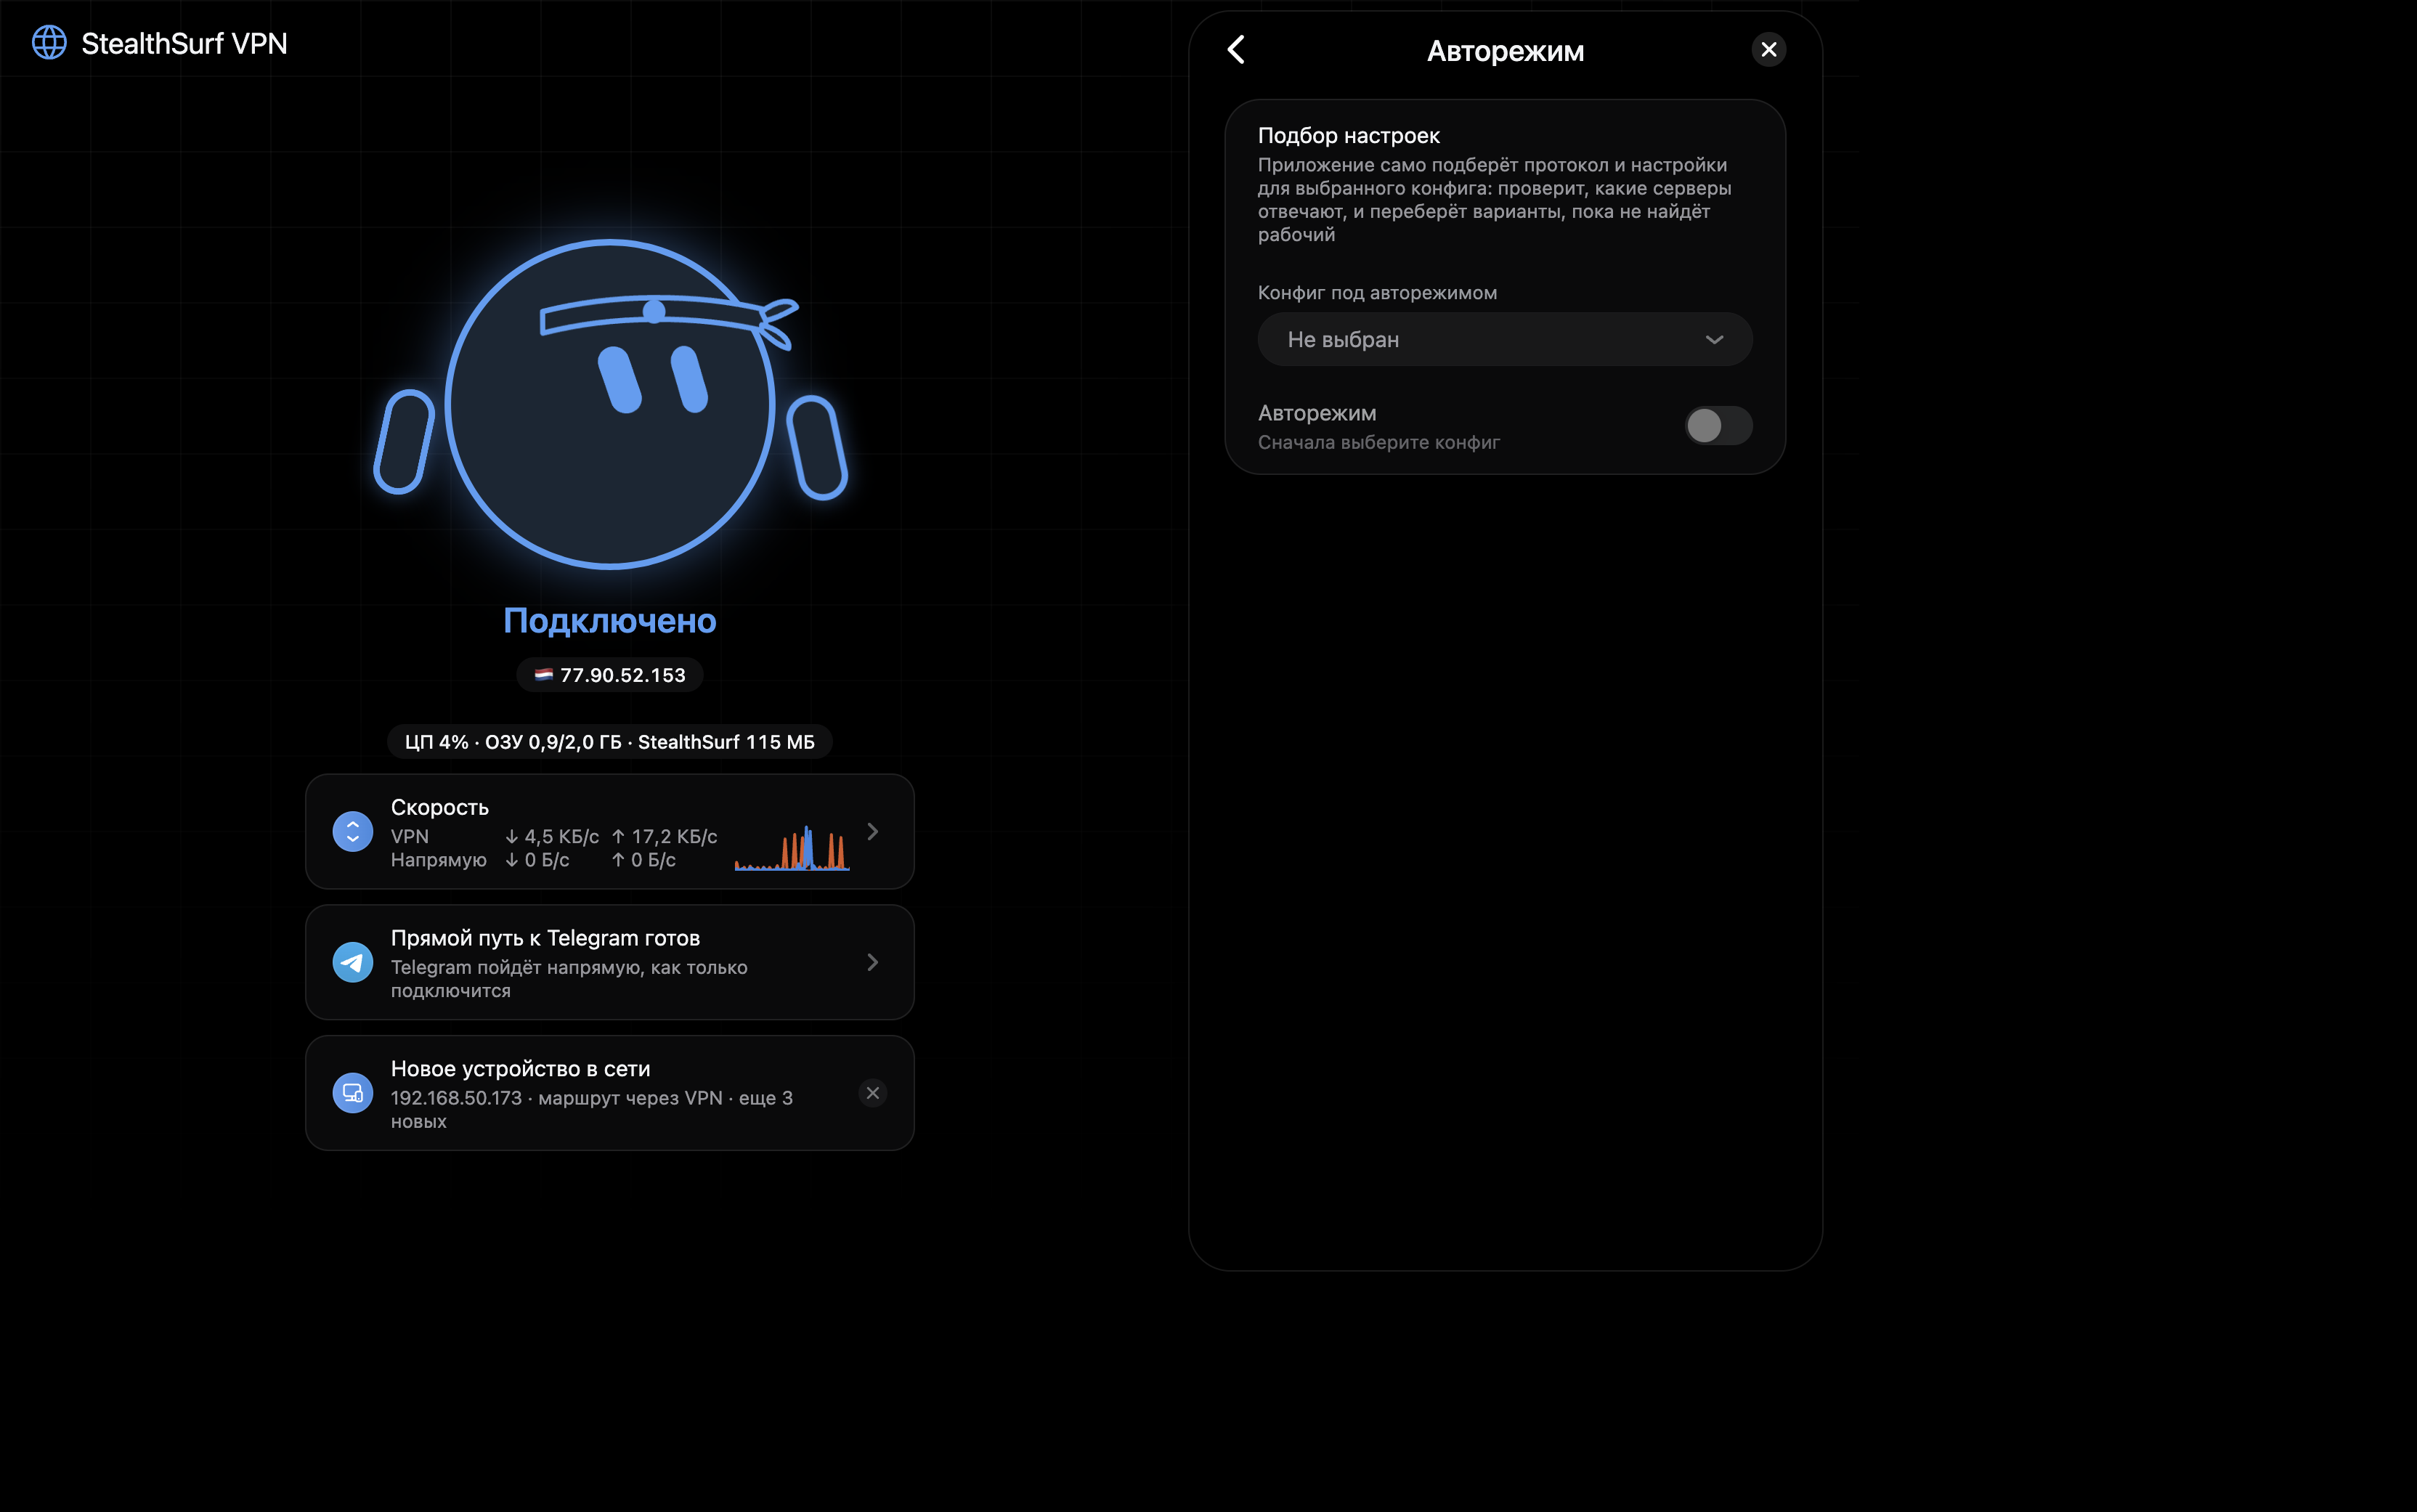 StealthSurf VPN
Подключено
77.90.52.153
ЦП 4% · ОЗУ 0,9/2,0 ГБ · StealthSurf 115 МБ
Скорость
VPN ↓ 4,5 КБ/с ↑ 17,2 КБ/с
Напрямую ↓ 0 Б/с ↑ 0 Б/с
Прямой путь к Telegram готов
Telegram пойдёт напрямую, как только
подключится
Новое устройство в сети
192.168.50.173 · маршрут через VPN · еще 3
новых
Авторежим
Подбор настроек
Приложение само подберёт протокол и настройки
для выбранного конфига: проверит, какие серверы
отвечают, и переберёт варианты, пока не найдёт
рабочий
Конфиг под авторежимом
Не выбран
Авторежим
Сначала выберите конфиг